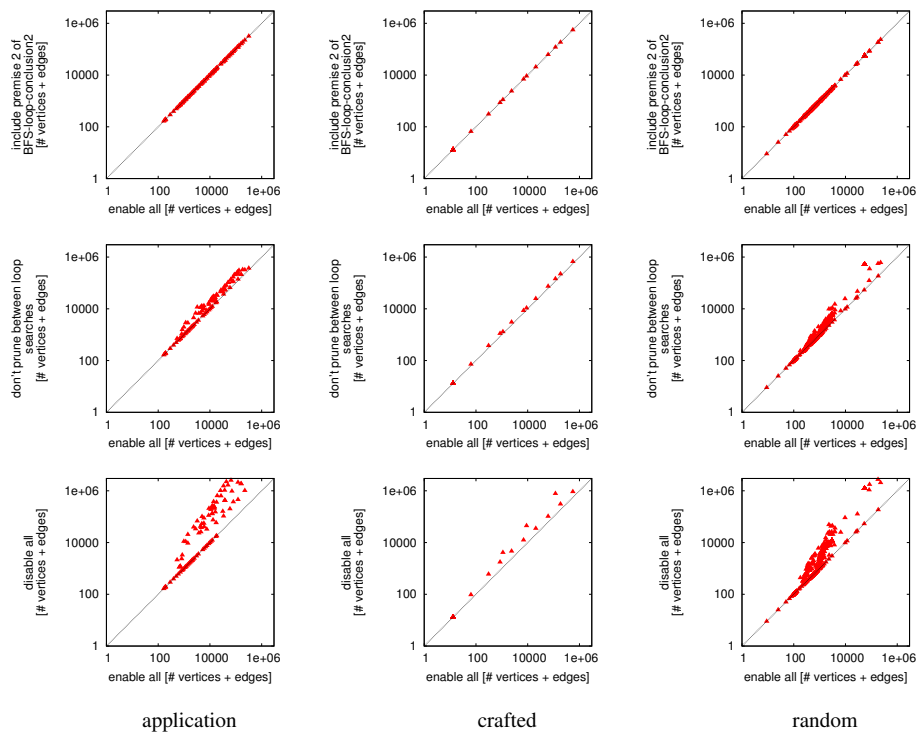 include premise 2 of
BFS-loop-conclusion2
[# vertices + edges]
1e+06
10000
100
1
1 100 10000 1e+06
enable all [# vertices + edges]
include premise 2 of
BFS-loop-conclusion2
[# vertices + edges]
1e+06
10000
100
1
1 100 10000 1e+06
enable all [# vertices + edges]
include premise 2 of
BFS-loop-conclusion2
[# vertices + edges]
1e+06
10000
100
1
1 100 10000 1e+06
enable all [# vertices + edges]
don't prune between loop
searches
[# vertices + edges]
1e+06
10000
100
1
1 100 10000 1e+06
enable all [# vertices + edges]
don't prune between loop
searches
[# vertices + edges]
1e+06
10000
100
1
1 100 10000 1e+06
enable all [# vertices + edges]
don't prune between loop
searches
[# vertices + edges]
1e+06
10000
100
1
1 100 10000 1e+06
enable all [# vertices + edges]
disable all
[# vertices + edges]
1e+06
10000
100
1
1 100 10000 1e+06
enable all [# vertices + edges]
application
disable all
[# vertices + edges]
1e+06
10000
100
1
1 100 10000 1e+06
enable all [# vertices + edges]
crafted
disable all
[# vertices + edges]
1e+06
10000
100
1
1 100 10000 1e+06
enable all [# vertices + edges]
random